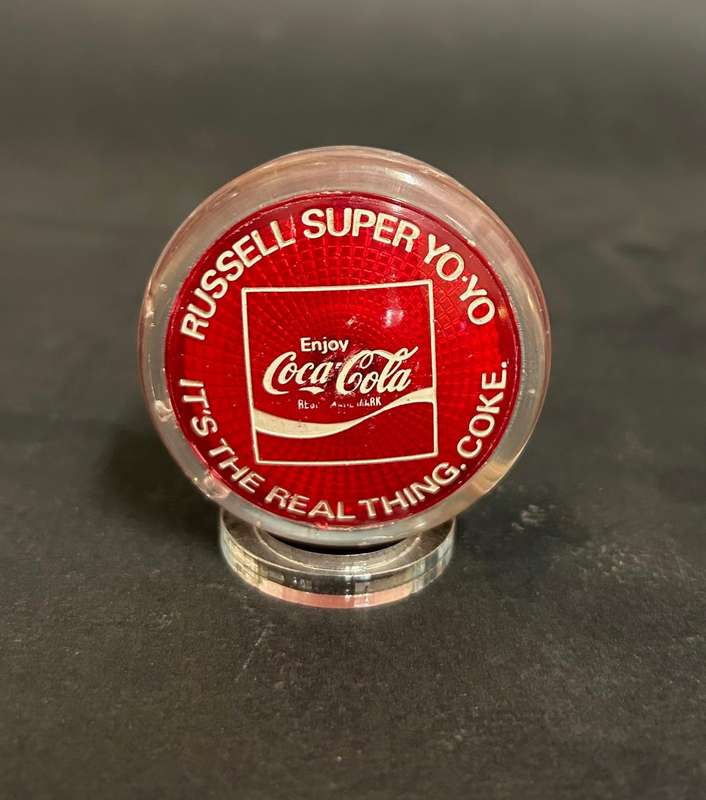 RUSSELL SUPER YO-YO
Enjoy
Coca-Cola
IT'S THE REAL THING. COKE.